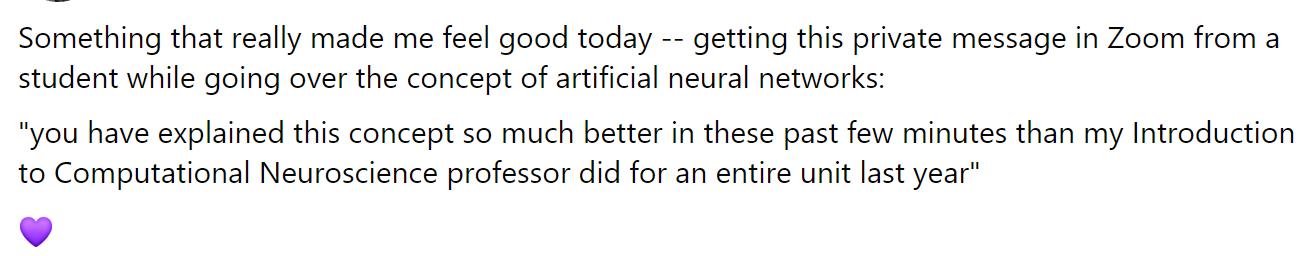 Something that really made me feel good today -- getting this private message in Zoom from a
student while going over the concept of artificial neural networks:
"you have explained this concept so much better in these past few minutes than my Introduction
to Computational Neuroscience professor did for an entire unit last year"
💜